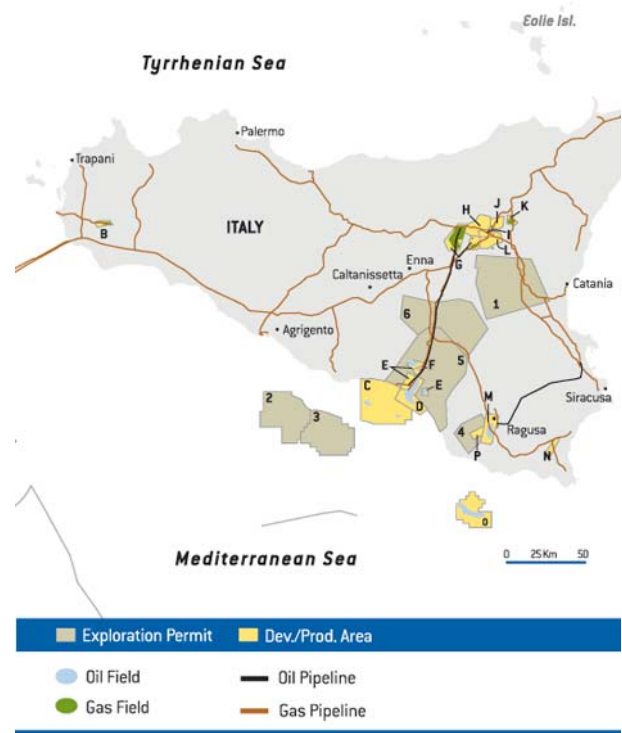 Eolie Isl.
Tyrrhenian Sea
Palermo
Trapani
B
ITALY
H
J
K
I
L
G
Enna
Caltanissetta
Catania
1
Agrigento
6
5
E
F
C
E
D
2
3
M
4
Ragusa
Siracusa
P
N
O
0 25 Km 50
Mediterranean Sea
Exploration Permit
Dev./Prod. Area
Oil Field
Oil Pipeline
Gas Field
Gas Pipeline